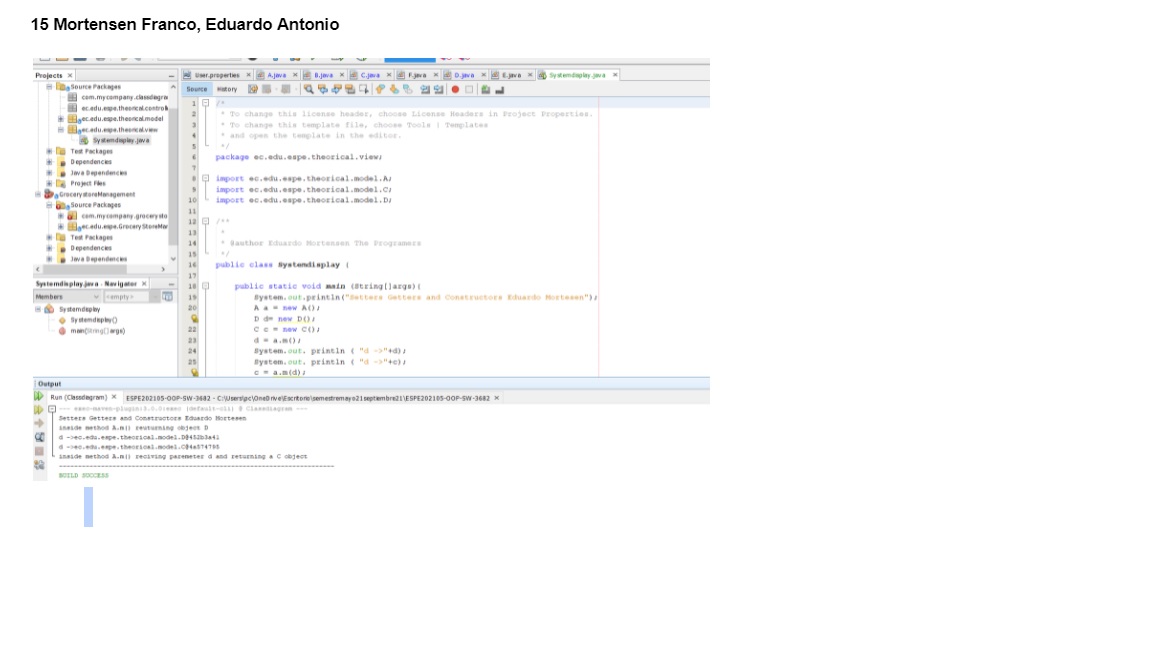 15 Mortensen Franco, Eduardo Antonio
Projects
User.properties A.java B.java C.java F.java D.java E.java Systemdisplay.java
Source History
Source Packages
com.mycompany.classdiagra
ec.edu.espe.theorical.controll
ec.edu.espe.theorical.model
ec.edu.espe.theorical.view
Systemdisplay.java
Test Packages
Dependencies
Java Dependencies
Project Files
GrocerystoreManagement
Source Packages
com.mycompany.grocerysto
ec.edu.espe.GroceryStoreMan
Test Packages
Dependencies
Java Dependencies
Systemdisplay.java - Navigator
Members <empty>
Systemdisplay
Systemdisplay()
main(String[] args)
1 /*
2 * To change this license header, choose License Headers in Project Properties.
3 * To change this template file, choose Tools | Templates
4 * and open the template in the editor.
5 */
6 package ec.edu.espe.theorical.view;
7
8 import ec.edu.espe.theorical.model.A;
9 import ec.edu.espe.theorical.model.C;
10 import ec.edu.espe.theorical.model.D;
11
12 /**
13 *
14 * @author Eduardo Mortensen The Programers
15 */
16 public class Systemdisplay {
17
18 public static void main (String[]args){
19 System.out.println("Setters Getters and Constructors Eduardo Mortesen");
20 A a = new A();
D d= new D();
22 C c = new C();
23 d = a.m();
24 System.out. println ( "d ->"+d);
25 System.out. println ( "d ->"+c);
c = a.m(d);
Output
Run (Classdiagram) ESPE202105-OOP-SW-3682 - C:\Users\pc\OneDrive\Escritorio\semestremayo21septiembre21\ESPE202105-OOP-SW-3682
--- exec-maven-plugin:3.0.0:exec (default-cli) @ Classdiagram ---
Setters Getters and Constructors Eduardo Mortesen
inside method A.m() reuturning object D
d ->ec.edu.espe.theorical.model.D@452b3a41
d ->ec.edu.espe.theorical.model.C@4a574795
inside method A.m() reciving paremeter d and returning a C object
BUILD SUCCESS